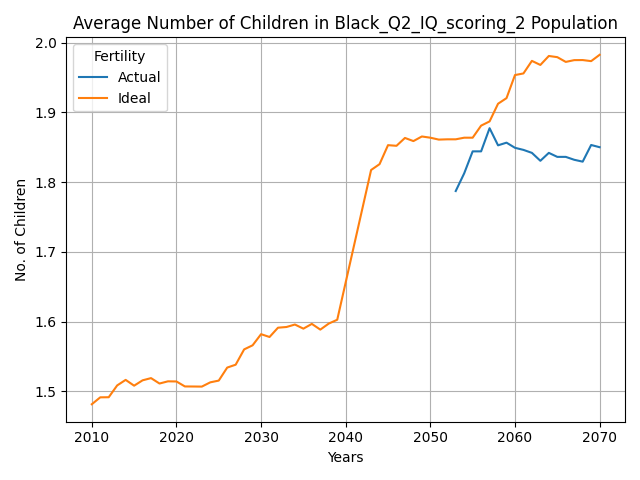 Average Number of Children in Black_Q2_IQ_scoring_2 Population
Fertility
Actual
Ideal
No. of Children
2.0
1.9
1.8
1.7
1.6
1.5
2010 2020 2030 2040 2050 2060 2070
Years